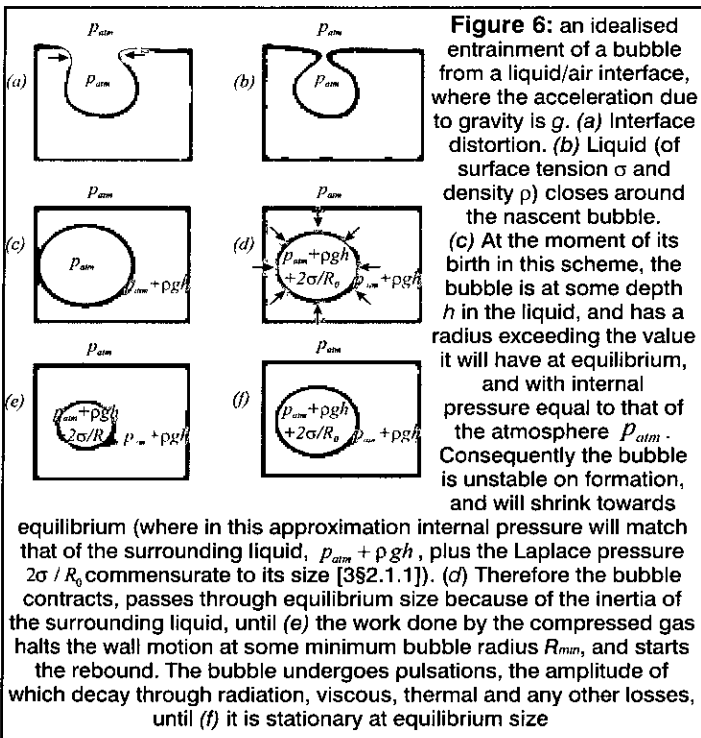 p_atm
p_atm
(a)
p_atm
(b)
p_atm
p_atm
p_atm
(c)
p_atm
p_atm+ρgh
(d)
p_atm+ρgh
+2σ/R₀
p_atm+ρgh
p_atm
p_atm
(e)
p_atm+ρgh
2σ/R
p_atm+ρgh
(f)
p_atm+ρgh
+2σ/R₀
p_atm+ρgh
Figure 6: an idealised
entrainment of a bubble
from a liquid/air interface,
where the acceleration due
to gravity is g. (a) Interface
distortion. (b) Liquid (of
surface tension σ and
density ρ) closes around
the nascent bubble.
(c) At the moment of its
birth in this scheme, the
bubble is at some depth
h in the liquid, and has a
radius exceeding the value
it will have at equilibrium,
and with internal
pressure equal to that of
the atmosphere p_atm.
Consequently the bubble
is unstable on formation,
and will shrink towards
equilibrium (where in this approximation internal pressure will match
that of the surrounding liquid, p_atm + ρgh, plus the Laplace pressure
2σ / R₀ commensurate to its size [3§2.1.1]). (d) Therefore the bubble
contracts, passes through equilibrium size because of the inertia of
the surrounding liquid, until (e) the work done by the compressed gas
halts the wall motion at some minimum bubble radius R_min, and starts
the rebound. The bubble undergoes pulsations, the amplitude of
which decay through radiation, viscous, thermal and any other losses,
until (f) it is stationary at equilibrium size